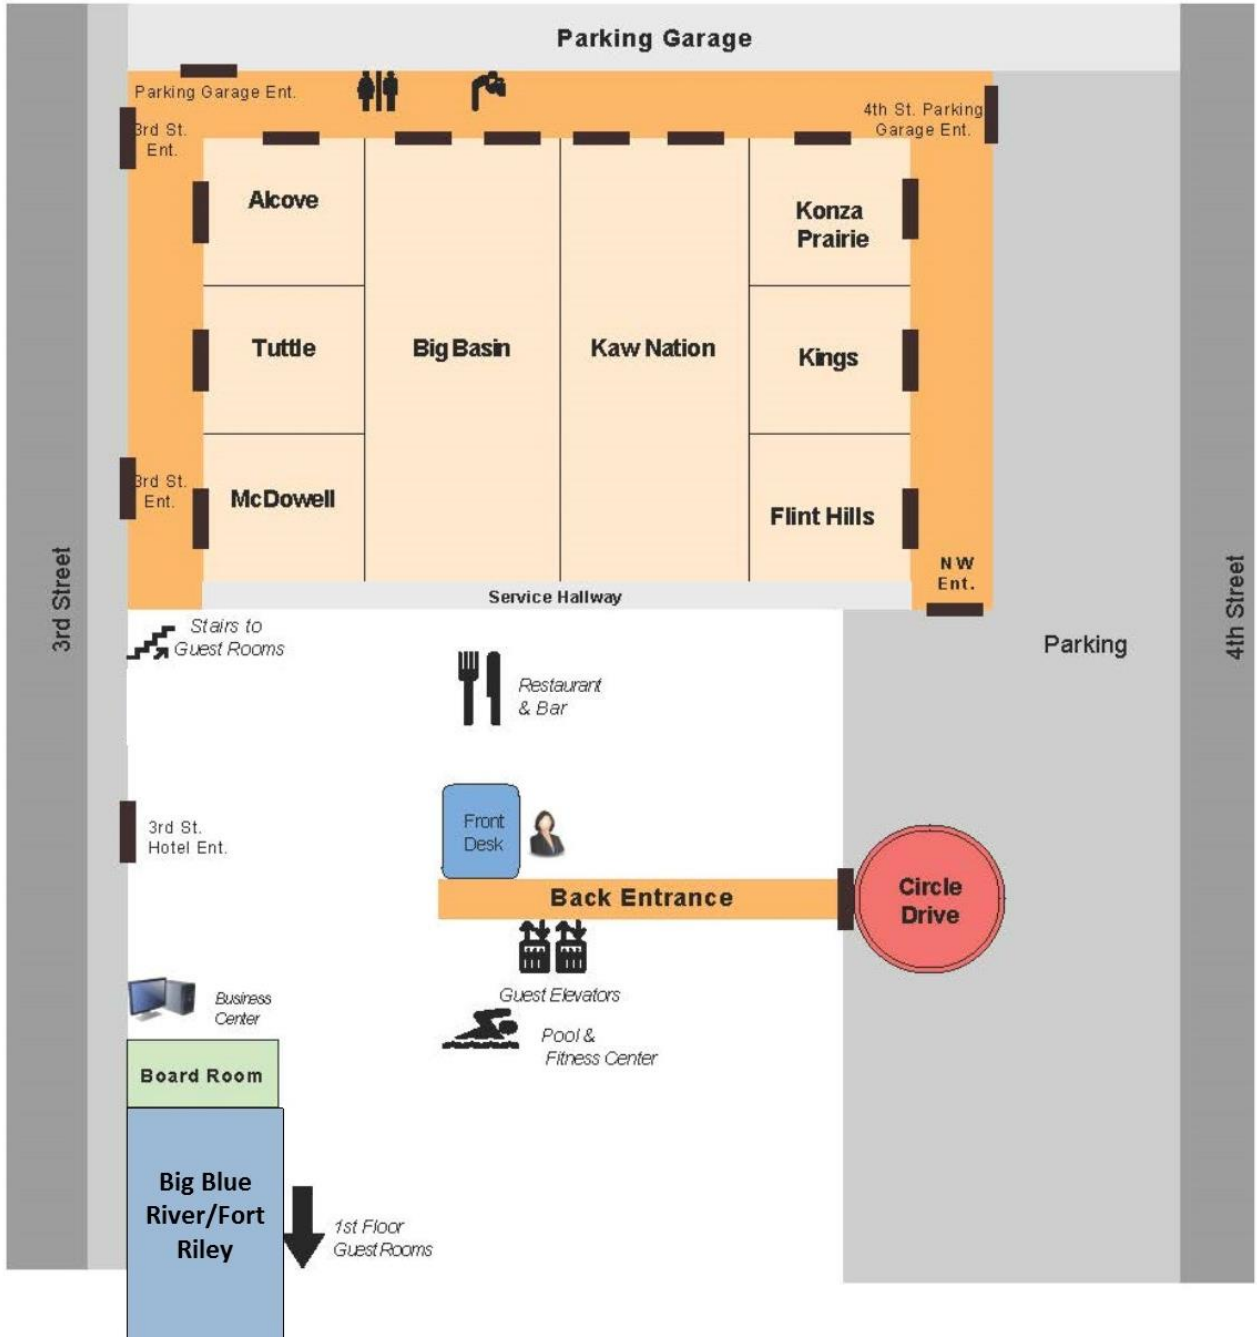 Parking Garage
Parking Garage Ent.
4th St. Parking
Garage Ent.
3rd St.
Ent.
Alcove
Konza
Prairie
Tuttle
Big Basin
Kaw Nation
Kings
3rd St.
Ent.
McDowell
Flint Hills
NW
Ent.
Service Hallway
3rd Street
4th Street
Stairs to
Guest Rooms
Parking
Restaurant
& Bar
Front
Desk
3rd St.
Hotel Ent.
Back Entrance
Circle
Drive
Guest Elevators
Business
Center
Pool &
Fitness Center
Board Room
Big Blue
River/Fort
Riley
1st Floor
Guest Rooms